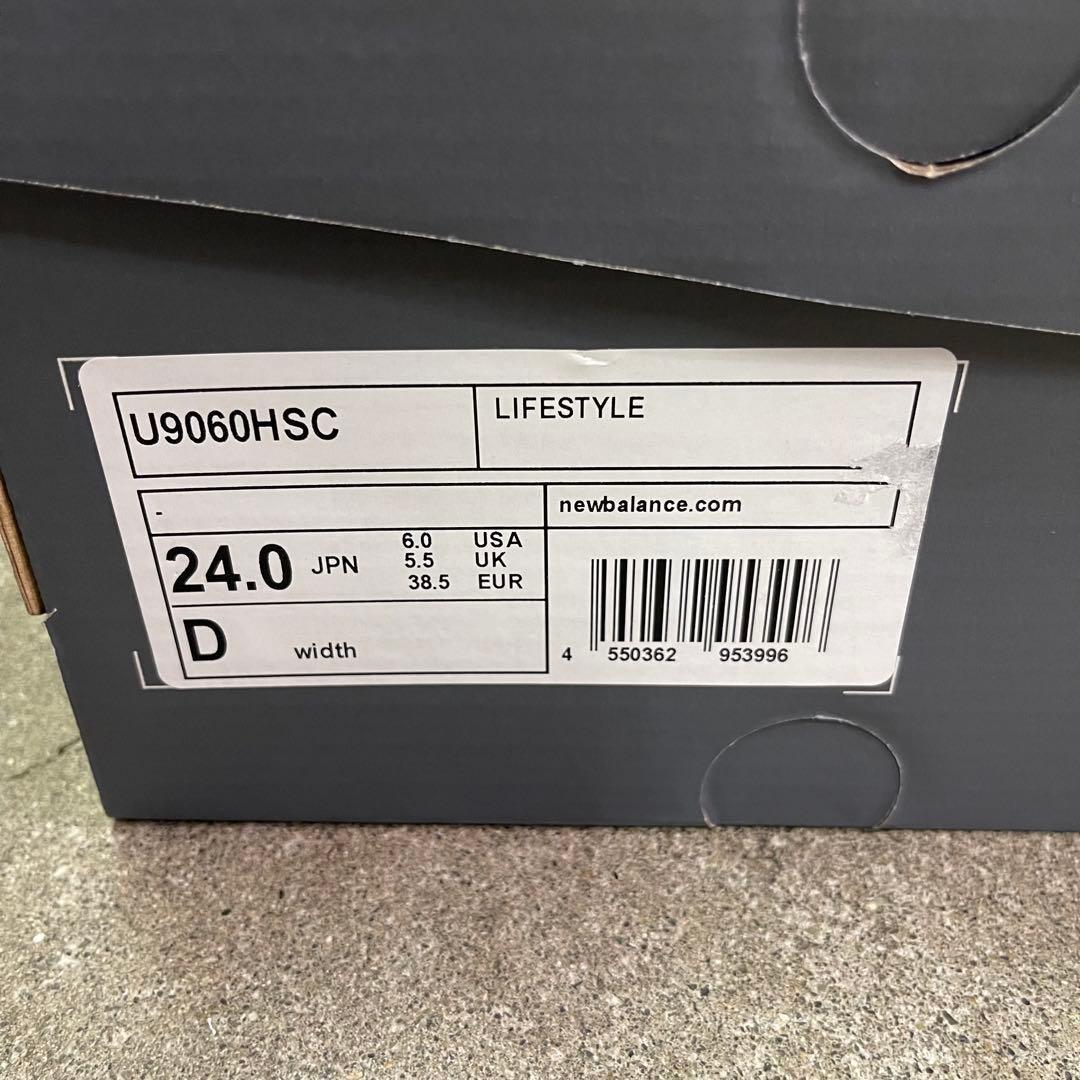 U9060HSC
LIFESTYLE
-
newbalance.com
24.0 JPN
6.0 USA
5.5 UK
38.5 EUR
D width
4 550362 953996